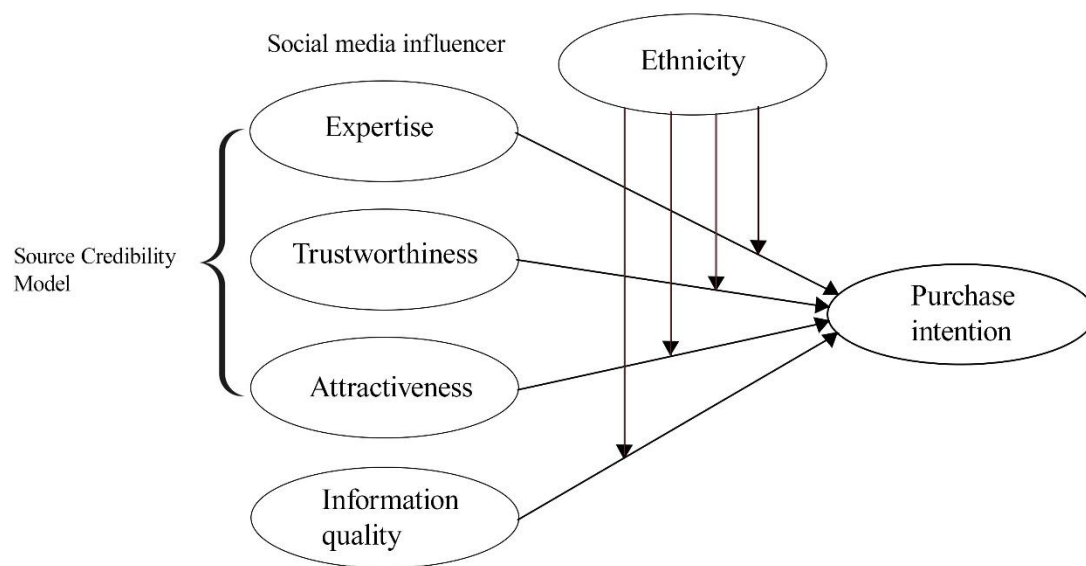 Social media influencer
Ethnicity
Expertise
Trustworthiness
Source Credibility
Model
Purchase
intention
Attractiveness
Information
quality